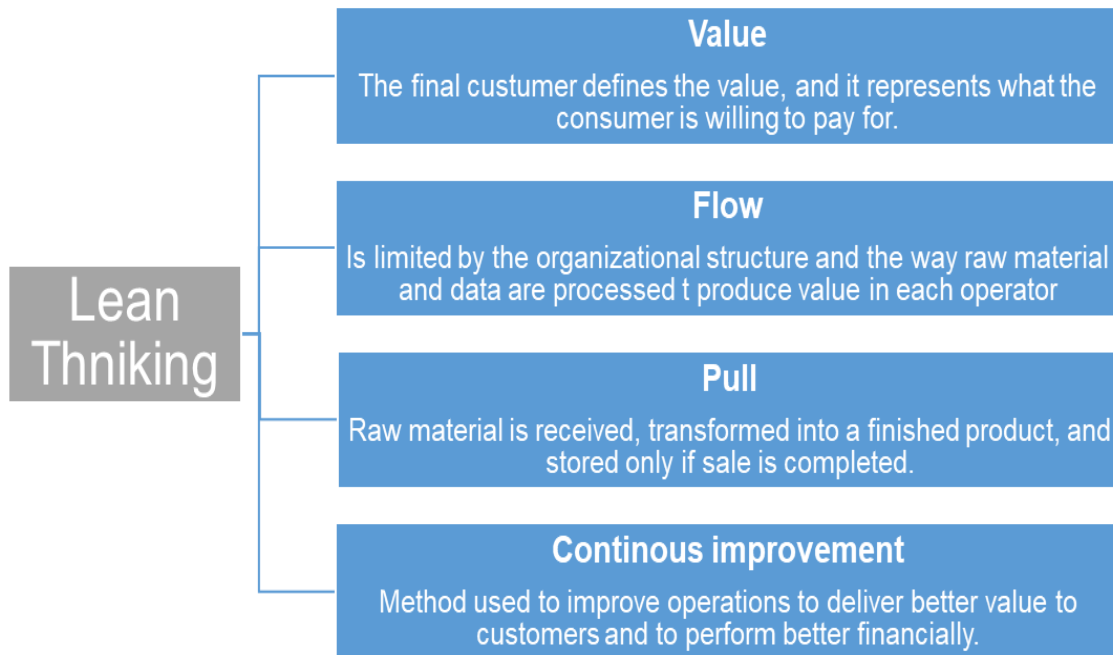 Lean
Thniking
Value
The final custumer defines the value, and it represents what the
consumer is willing to pay for.
Flow
Is limited by the organizational structure and the way raw material
and data are processed t produce value in each operator
Pull
Raw material is received, transformed into a finished product, and
stored only if sale is completed.
Continous improvement
Method used to improve operations to deliver better value to
customers and to perform better financially.